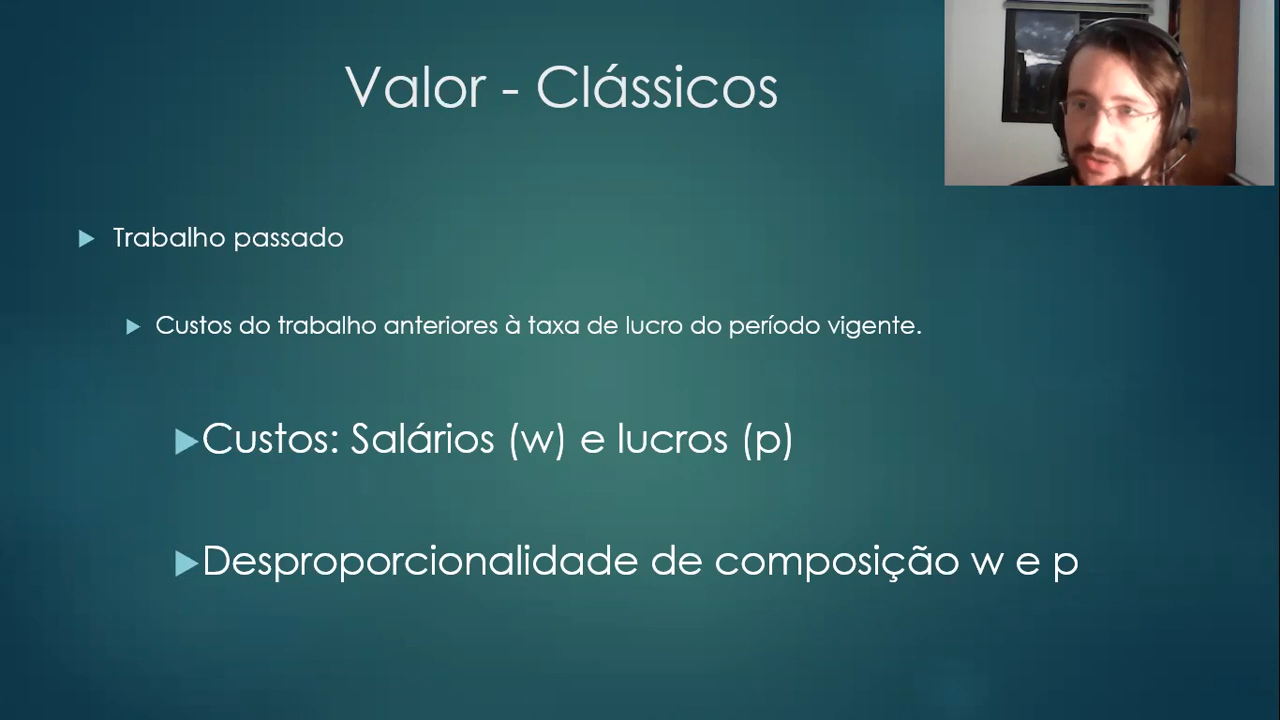 Valor - Clássicos
Trabalho passado
Custos do trabalho anteriores à taxa de lucro do período vigente.
Custos: Salários (w) e lucros (p)
Desproporcionalidade de composição w e p